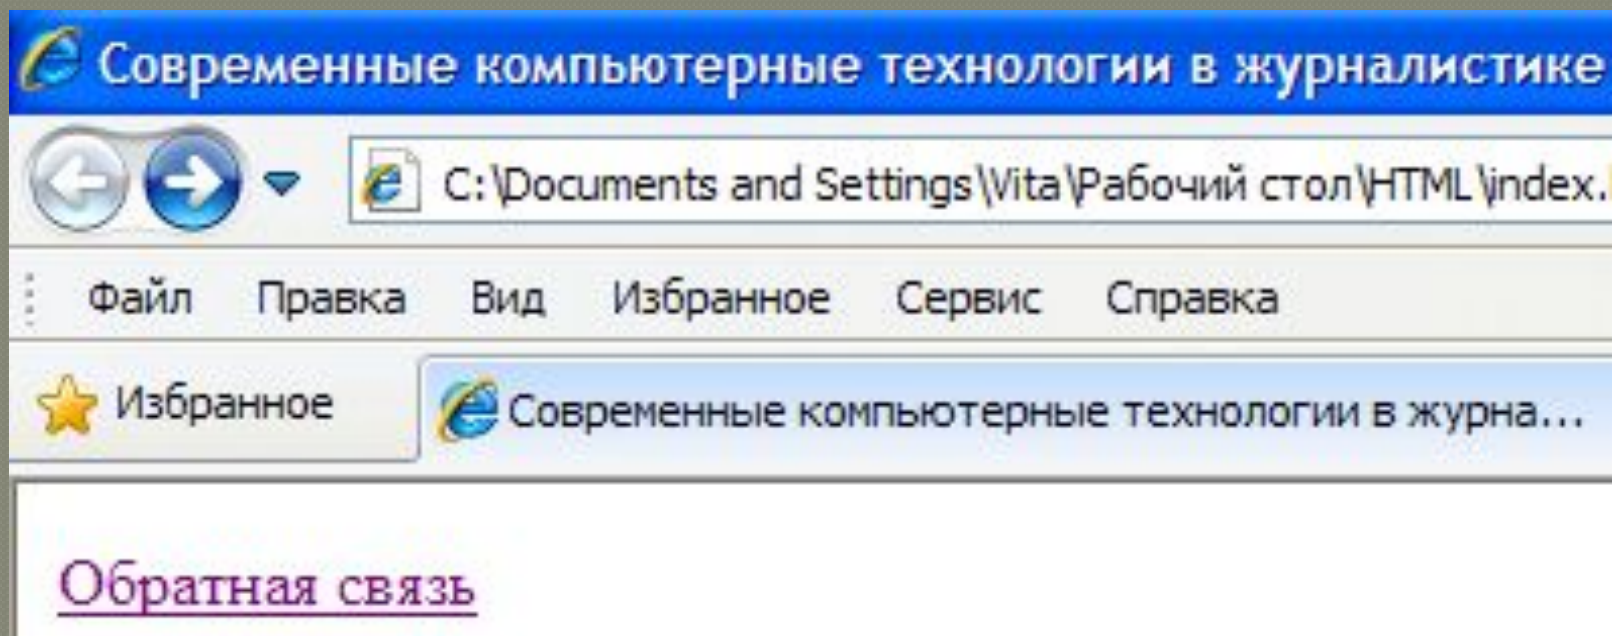 Современные компьютерные технологии в журналистике
C:\Documents and Settings\Vita\Рабочий стол\HTML\index.
Файл Правка Вид Избранное Сервис Справка
Избранное Современные компьютерные технологии в журна...
Обратная связь